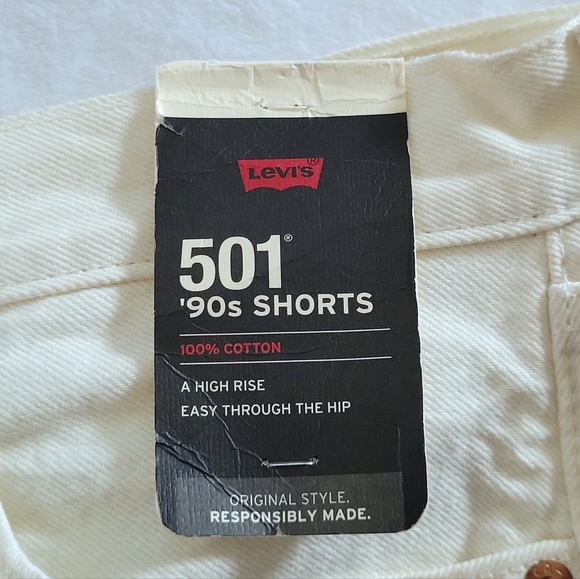 LEVI'S®
501®
'90s SHORTS
100% COTTON
A HIGH RISE
EASY THROUGH THE HIP
ORIGINAL STYLE.
RESPONSIBLY MADE.